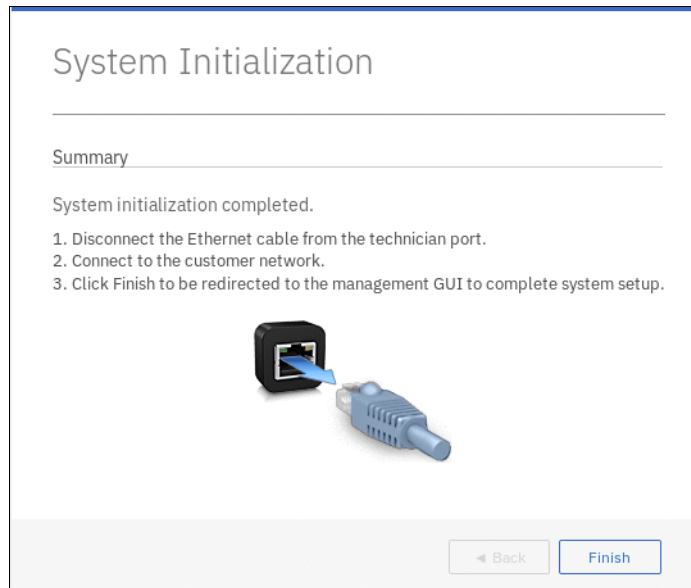 System Initialization
Summary
System initialization completed.
1. Disconnect the Ethernet cable from the technician port.
2. Connect to the customer network.
3. Click Finish to be redirected to the management GUI to complete system setup.
◄ Back
Finish